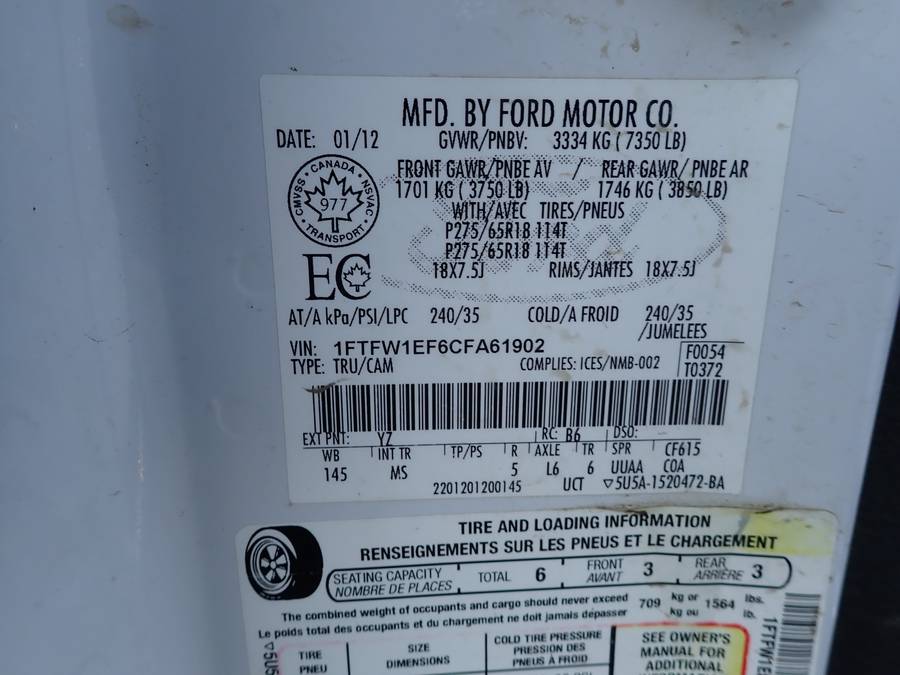 MFD. BY FORD MOTOR CO.
DATE: 01/12 GVWR/PNBV: 3334 KG ( 7350 LB)
FRONT GAWR/PNBE AV / REAR GAWR/ PNBE AR
1701 KG ( 3750 LB) 1746 KG ( 3850 LB)
WITH/AVEC TIRES/PNEUS
P275/65R18 114T
P275/65R18 114T
18X7.5J RIMS/JANTES 18X7.5J
CANADA
CMVSS NSVAC
977
TRANSPORT
EC
AT/A kPa/PSI/LPC 240/35 COLD/A FROID 240/35
/JUMELEES
VIN: 1FTFW1EF6CFA61902
TYPE: TRU/CAM COMPLIES: ICES/NMB-002
F0054
T0372
EXT PNT: YZ RC: B6 DSO:
WB INT TR TP/PS R AXLE TR SPR CF615
145 MS 5 L6 6 UUAA COA
2201201200145 UCT ▽5U5A-1520472-BA
TIRE AND LOADING INFORMATION
RENSEIGNEMENTS SUR LES PNEUS ET LE CHARGEMENT
SEATING CAPACITY TOTAL 6 FRONT 3 REAR 3
NOMBRE DE PLACES AVANT ARRIÈRE
The combined weight of occupants and cargo should never exceed 709 kg or 1564 lbs.
Le poids total des occupants et du chargement ne doit jamais dépasser kg ou lb.
TIRE SIZE COLD TIRE PRESSURE
PNEU DIMENSIONS PRESSION DES
PNEUS À FROID
SEE OWNER'S
MANUAL FOR
ADDITIONAL
▽5U5
1FTFW1E